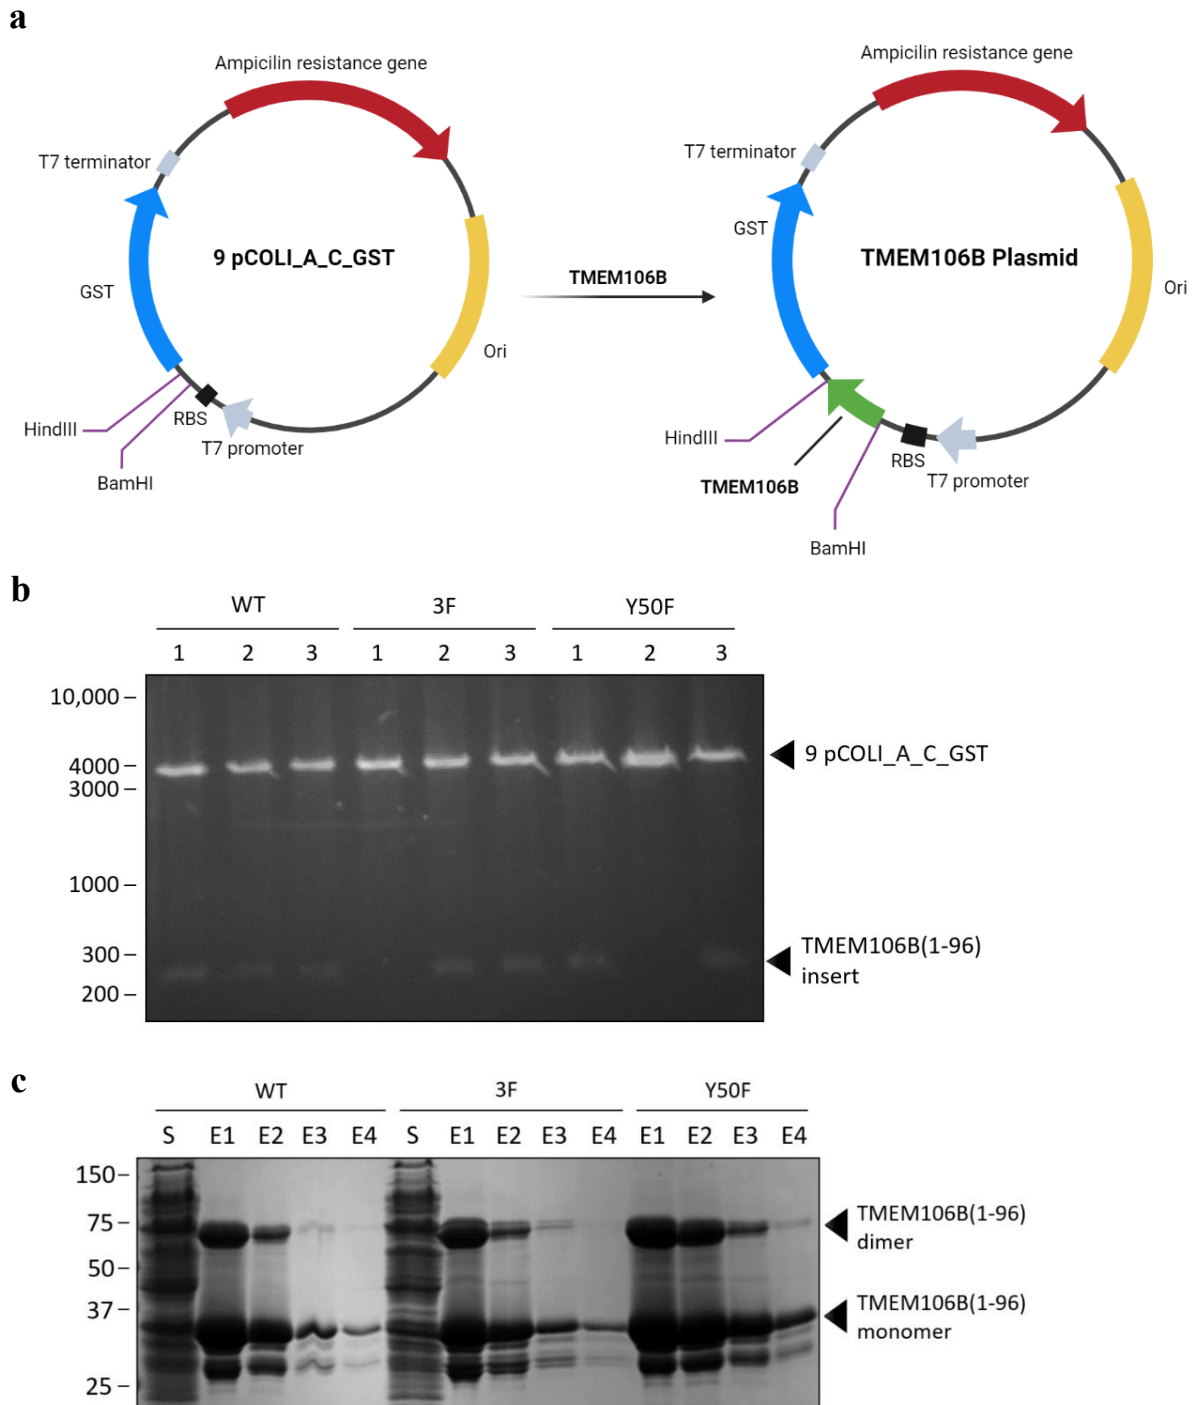 a
Ampicilin resistance gene
T7 terminator
GST
9 pCOLI_A_C_GST
Ori
HindIII
RBS
T7 promoter
BamHI
TMEM106B
Ampicilin resistance gene
T7 terminator
GST
TMEM106B Plasmid
Ori
HindIII
TMEM106B
RBS
T7 promoter
BamHI
b
WT 3F Y50F
1 2 3 1 2 3 1 2 3
10,000
4000
3000
1000
300
200
9 pCOLI_A_C_GST
TMEM106B(1-96)
insert
c
WT 3F Y50F
S E1 E2 E3 E4 S E1 E2 E3 E4 E1 E2 E3 E4
150
75
50
37
25
TMEM106B(1-96)
dimer
TMEM106B(1-96)
monomer